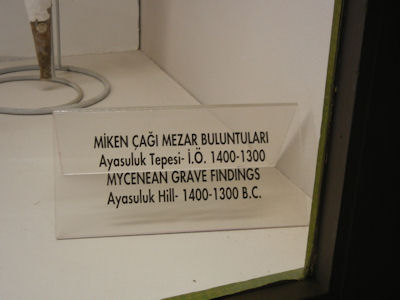 MİKEN ÇAĞI MEZAR BULUNTULARI
Ayasuluk Tepesi- İ.Ö. 1400-1300
MYCENEAN GRAVE FINDINGS
Ayasuluk Hill- 1400-1300 B.C.